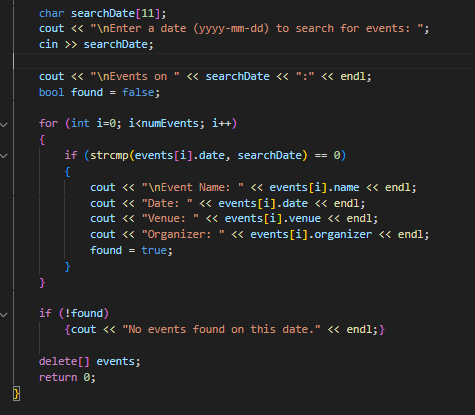 char searchDate[11];
cout << "\nEnter a date (yyyy-mm-dd) to search for events: ";
cin >> searchDate;
cout << "\nEvents on " << searchDate << ":" << endl;
bool found = false;
for (int i=0; i<numEvents; i++)
{
if (strcmp(events[i].date, searchDate) == 0)
{
cout << "\nEvent Name: " << events[i].name << endl;
cout << "Date: " << events[i].date << endl;
cout << "Venue: " << events[i].venue << endl;
cout << "Organizer: " << events[i].organizer << endl;
found = true;
}
}
if (!found)
{cout << "No events found on this date." << endl;}
delete[] events;
return 0;
}